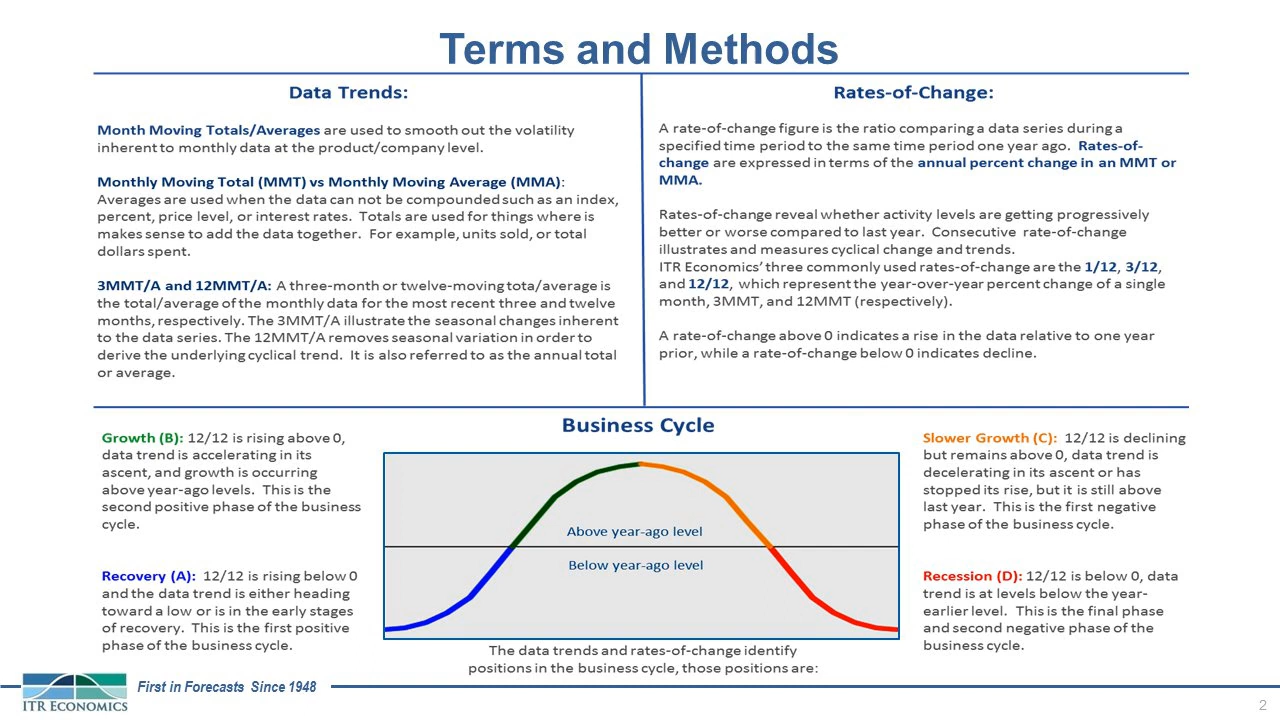 Terms and Methods
Data Trends:
Month Moving Totals/Averages are used to smooth out the volatility
inherent to monthly data at the product/company level.
Monthly Moving Total (MMT) vs Monthly Moving Average (MMA):
Averages are used when the data can not be compounded such as an index,
percent, price level, or interest rates.  Totals are used for things where is
makes sense to add the data together.  For example, units sold, or total
dollars spent.
3MMT/A and 12MMT/A: A three-month or twelve-moving tota/average is
the total/average of the monthly data for the most recent three and twelve
months, respectively. The 3MMT/A illustrate the seasonal changes inherent
to the data series. The 12MMT/A removes seasonal variation in order to
derive the underlying cyclical trend.  It is also referred to as the annual total
or average.
Rates-of-Change:
A rate-of-change figure is the ratio comparing a data series during a
specified time period to the same time period one year ago.  Rates-of-
change are expressed in terms of the annual percent change in an MMT or
MMA.
Rates-of-change reveal whether activity levels are getting progressively
better or worse compared to last year.  Consecutive  rate-of-change
illustrates and measures cyclical change and trends.
ITR Economics’ three commonly used rates-of-change are the 1/12, 3/12,
and 12/12,  which represent the year-over-year percent change of a single
month, 3MMT, and 12MMT (respectively).
A rate-of-change above 0 indicates a rise in the data relative to one year
prior, while a rate-of-change below 0 indicates decline.
Business Cycle
Growth (B): 12/12 is rising above 0,
data trend is accelerating in its
ascent, and growth is occurring
above year-ago levels.  This is the
second positive phase of the business
cycle.
Recovery (A):  12/12 is rising below 0
and the data trend is either heading
toward a low or is in the early stages
of recovery.  This is the first positive
phase of the business cycle.
Above year-ago level
Below year-ago level
The data trends and rates-of-change identify
positions in the business cycle, those positions are:
Slower Growth (C):  12/12 is declining
but remains above 0, data trend is
decelerating in its ascent or has
stopped its rise, but it is still above
last year.  This is the first negative
phase of the business cycle.
Recession (D): 12/12 is below 0, data
trend is at levels below the year-
earlier level.  This is the final phase
and second negative phase of the
business cycle.
ITR ECONOMICS
First in Forecasts Since 1948
2